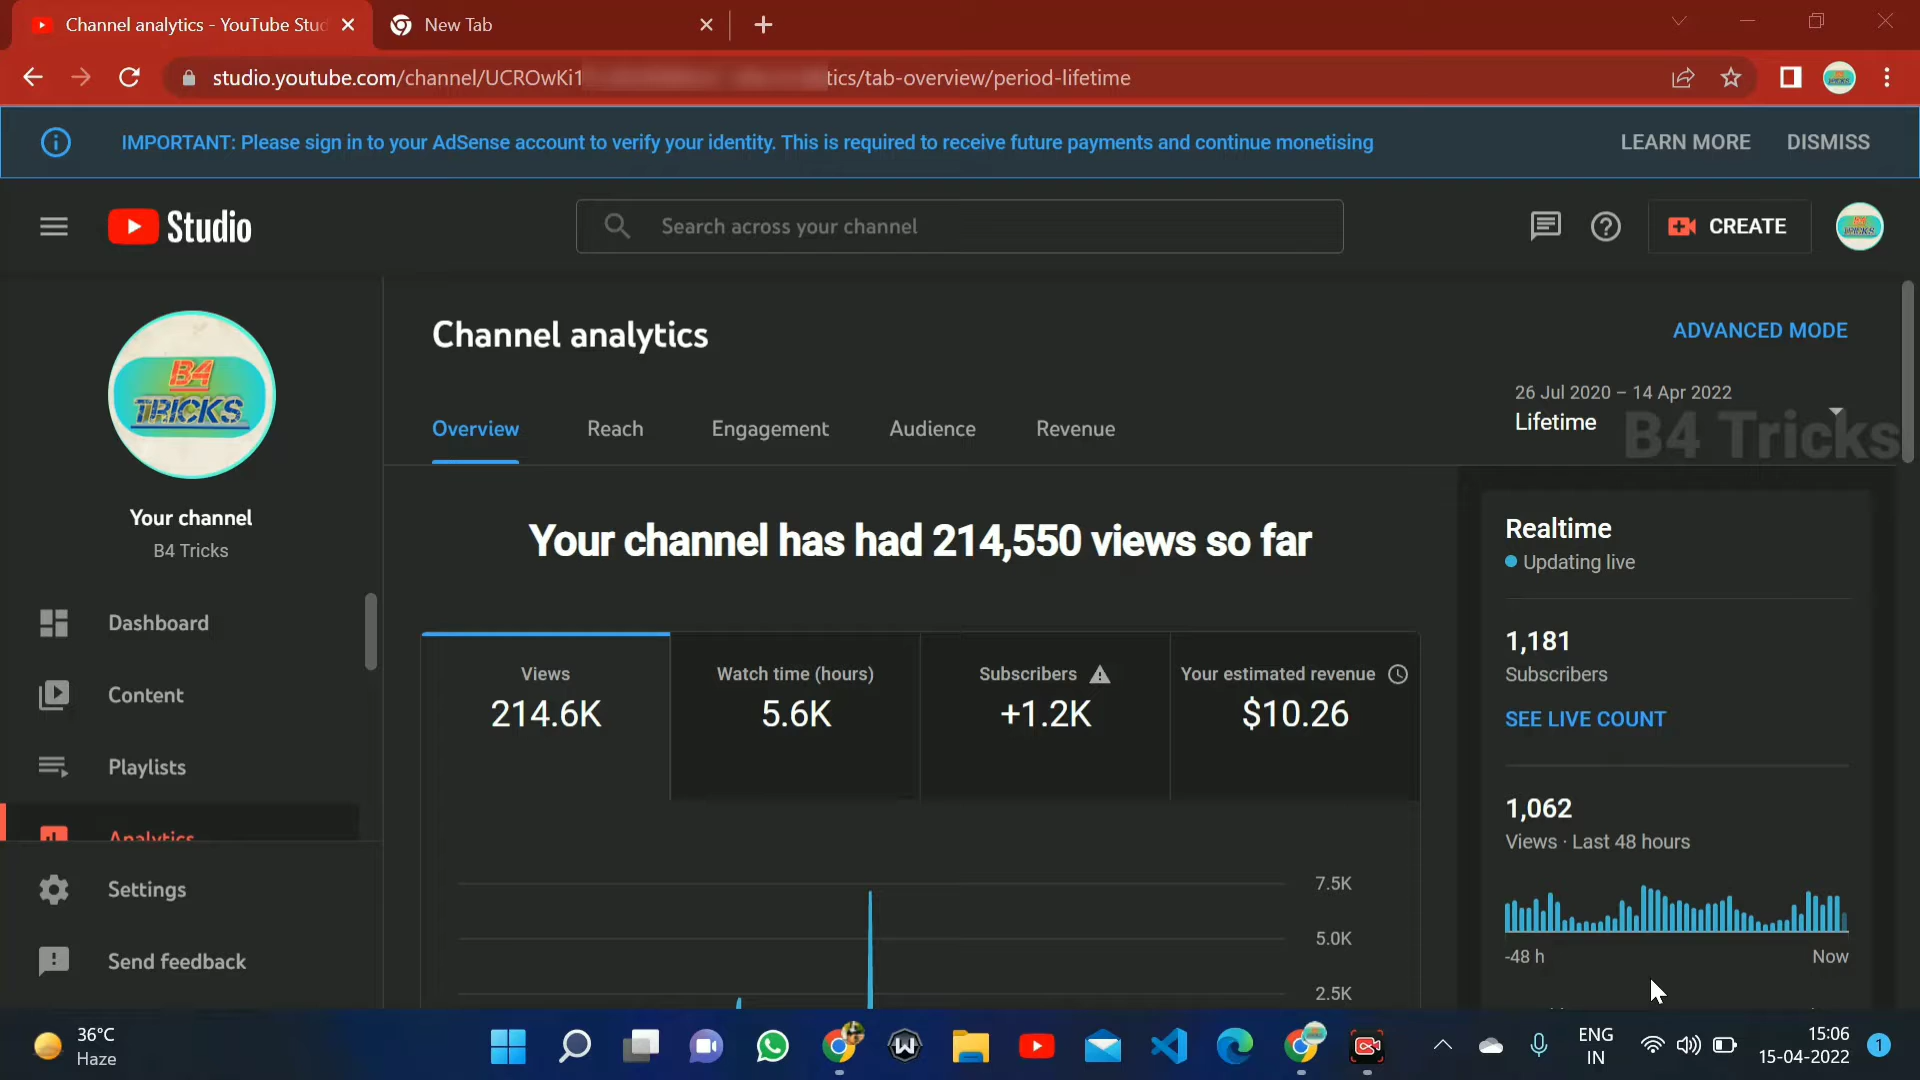 Channel analytics - YouTube Stud
New Tab
studio.youtube.com/channel/UCROwKi1
tics/tab-overview/period-lifetime
IMPORTANT: Please sign in to your AdSense account to verify your identity. This is required to receive future payments and continue monetising
LEARN MORE
DISMISS
Studio
Search across your channel
CREATE
B4
TRICKS
Your channel
B4 Tricks
Dashboard
Content
Playlists
Analytics
Settings
Send feedback
Channel analytics
ADVANCED MODE
26 Jul 2020 – 14 Apr 2022
Lifetime
B4 Tricks
Overview
Reach
Engagement
Audience
Revenue
Your channel has had 214,550 views so far
Views
214.6K
Watch time (hours)
5.6K
Subscribers
+1.2K
Your estimated revenue
$10.26
7.5K
5.0K
2.5K
Realtime
Updating live
1,181
Subscribers
SEE LIVE COUNT
1,062
Views · Last 48 hours
-48 h
Now
36°C
Haze
ENG
IN
15:06
15-04-2022
1